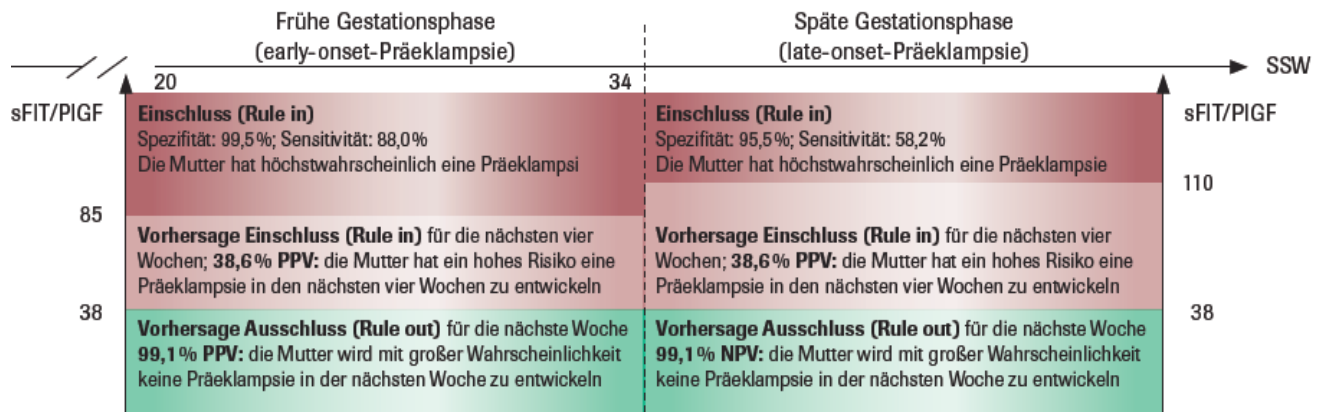 Frühe Gestationsphase
(early-onset-Präeklampsie)
Späte Gestationsphase
(late-onset-Präeklampsie)
SSW
20
34
sFIT/PIGF
Einschluss (Rule in)
Spezifität: 99,5%; Sensitivität: 88,0%
Die Mutter hat höchstwahrscheinlich eine Präeklampsi
85
Vorhersage Einschluss (Rule in) für die nächsten vier
Wochen; 38,6% PPV: die Mutter hat ein hohes Risiko eine
Präeklampsie in den nächsten vier Wochen zu entwickeln
38
Vorhersage Ausschluss (Rule out) für die nächste Woche
99,1% PPV: die Mutter wird mit großer Wahrscheinlichkeit
keine Präeklampsie in der nächsten Woche zu entwickeln
Einschluss (Rule in)
Spezifität: 95,5%; Sensitivität: 58,2%
Die Mutter hat höchstwahrscheinlich eine Präeklampsie
sFIT/PIGF
110
Vorhersage Einschluss (Rule in) für die nächsten vier
Wochen; 38,6% PPV: die Mutter hat ein hohes Risiko eine
Präeklampsie in den nächsten vier Wochen zu entwickeln
38
Vorhersage Ausschluss (Rule out) für die nächste Woche
99,1% NPV: die Mutter wird mit großer Wahrscheinlichkeit
keine Präeklampsie in der nächsten Woche zu entwickeln